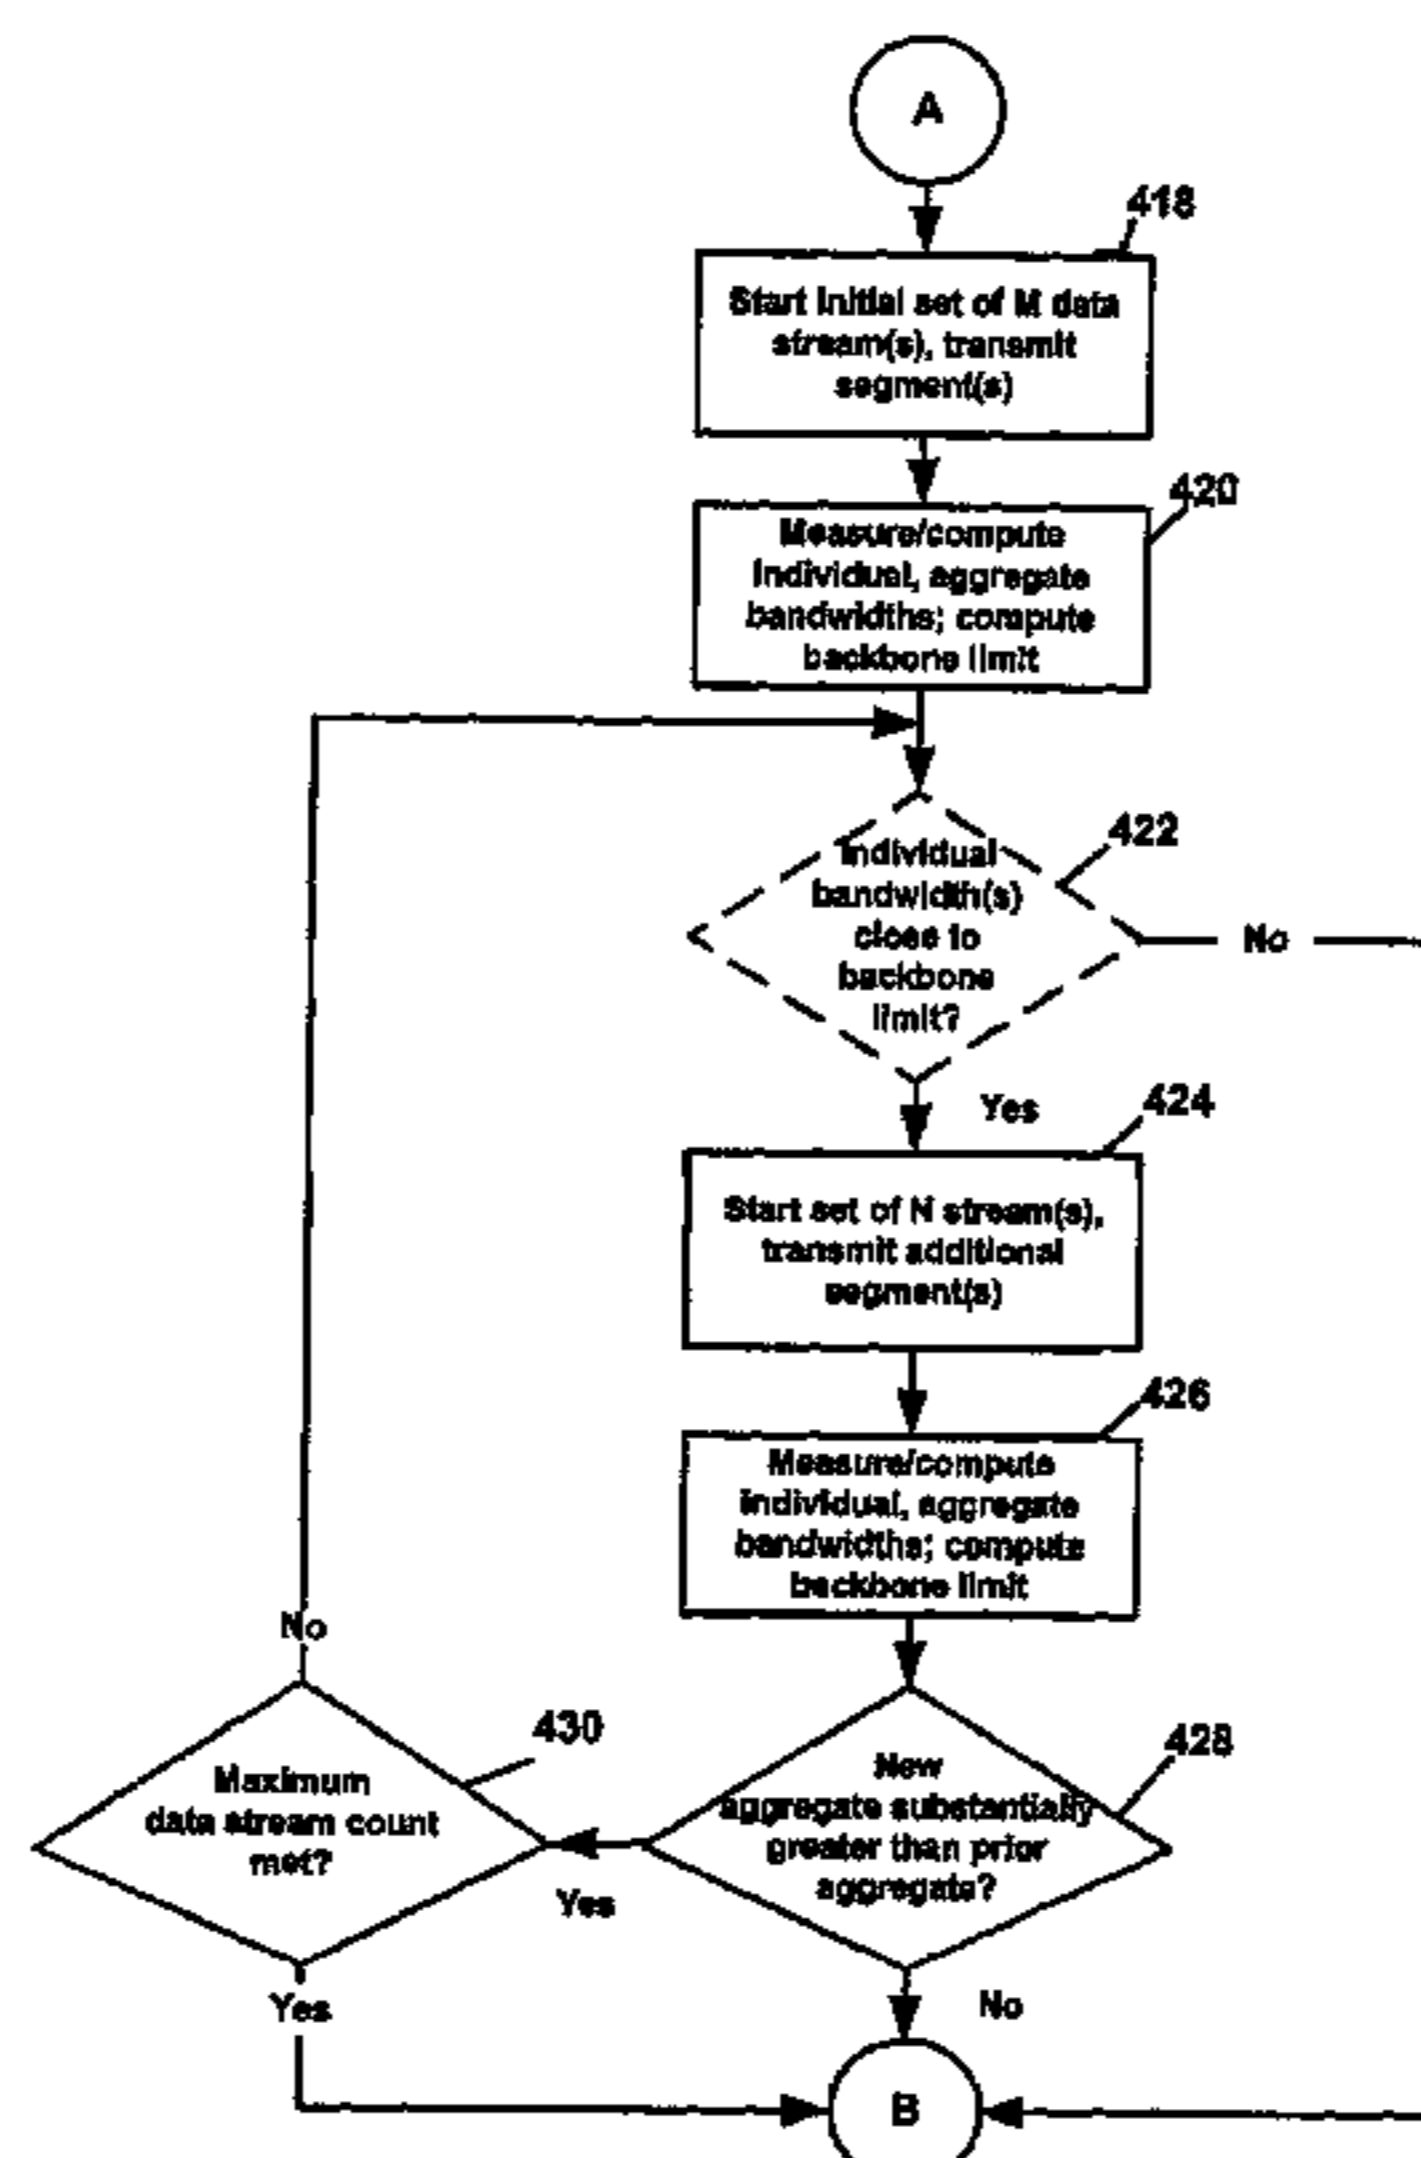 A
418
Start initial set of M data
stream(s), transmit
segment(s)
420
Measure/compute
individual, aggregate
bandwidths; compute
backbone limit
422
Individual
bandwidth(s)
close to
backbone
limit?
No
Yes
424
Start set of N stream(s),
transmit additional
segment(s)
426
Measure/compute
individual, aggregate
bandwidths; compute
backbone limit
No
430
Maximum
data stream count
met?
428
New
aggregate substantially
greater than prior
aggregate?
Yes
Yes
No
B